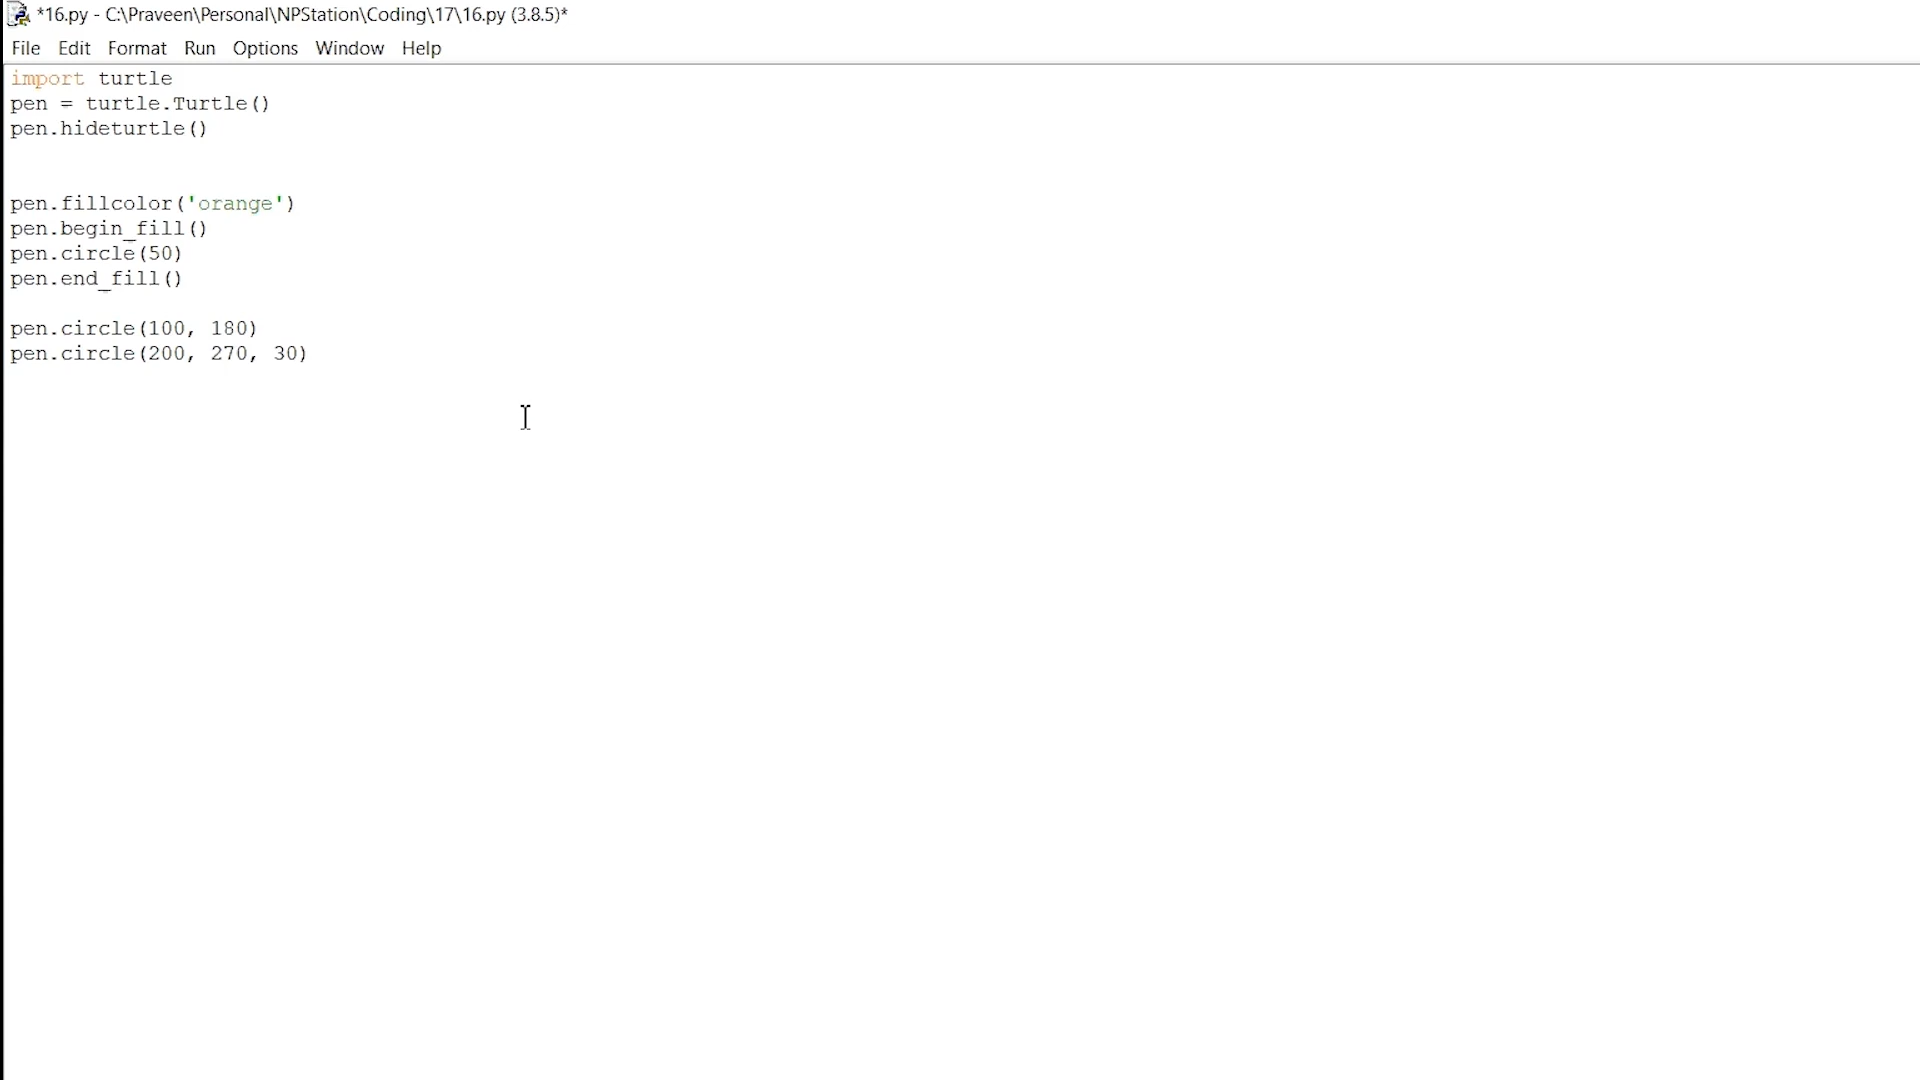 *16.py - C:\Praveen\Personal\NPStation\Coding\17\16.py (3.8.5)*
File Edit Format Run Options Window Help
import turtle
pen = turtle.Turtle()
pen.hideturtle()
pen.fillcolor('orange')
pen.begin_fill()
pen.circle(50)
pen.end_fill()
pen.circle(100, 180)
pen.circle(200, 270, 30)